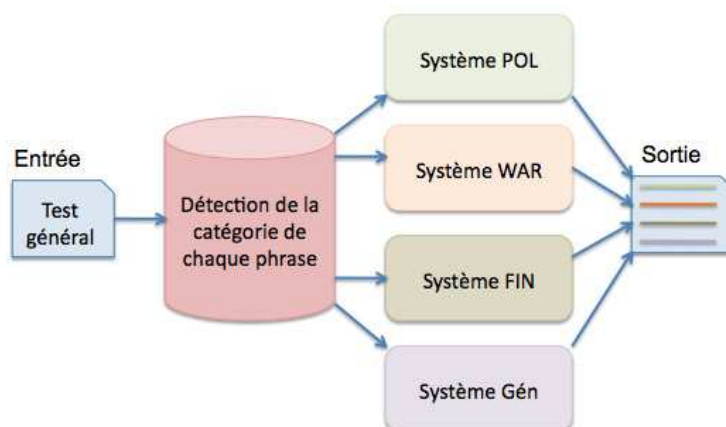 Entrée
Test
général
Détection de la
catégorie de
chaque phrase
Système POL
Système WAR
Système FIN
Système Gén
Sortie